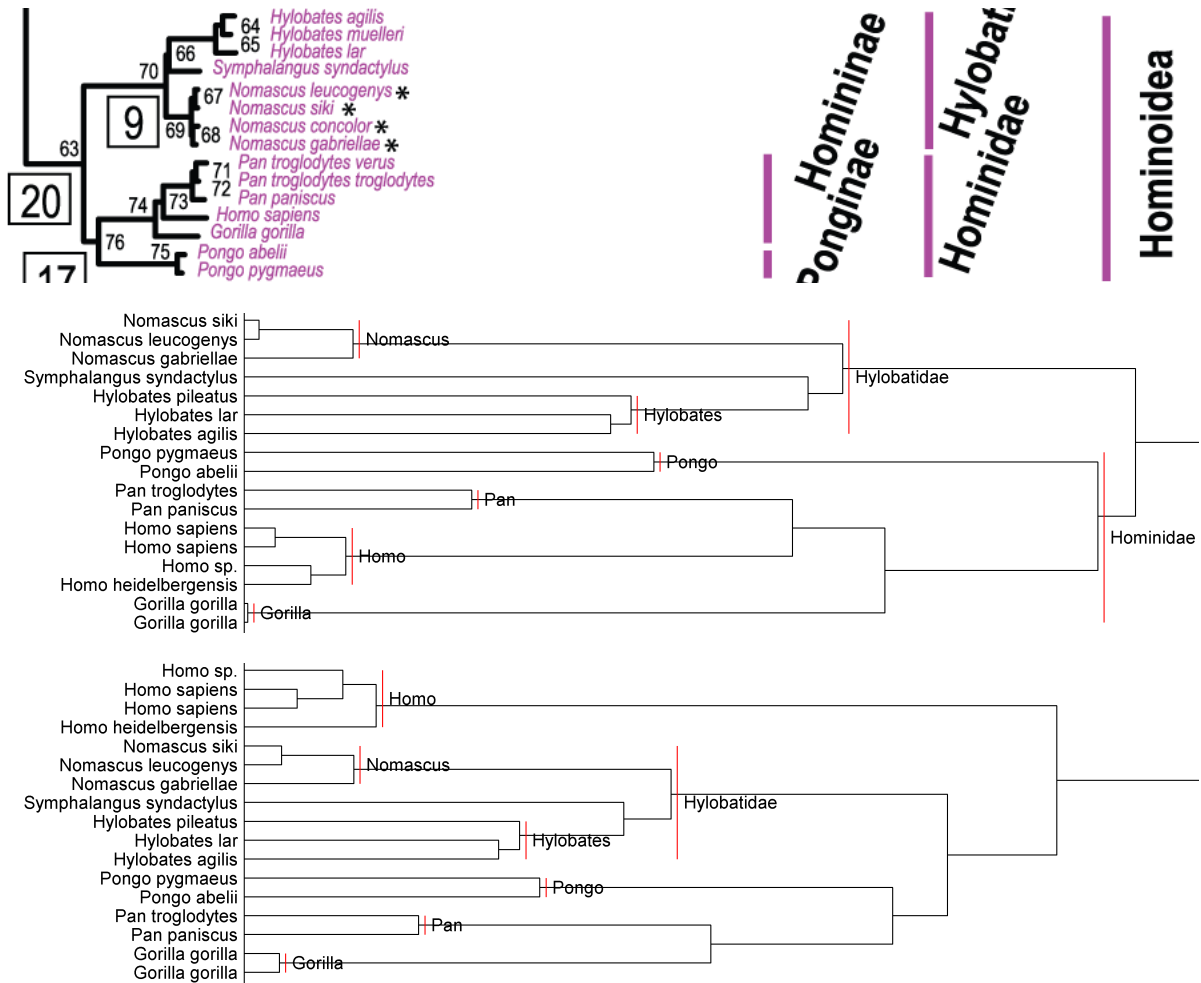 64
Hylobates agilis
Hylobates muelleri
65
Hylobates lar
66
Symphalangus syndactylus
70
67
Nomascus leucogenys *
Nomascus siki *
9
69
68
Nomascus concolor *
Nomascus gabriellae *
63
71
Pan troglodytes verus
72
Pan troglodytes troglodytes
20
73
Pan paniscus
74
Homo sapiens
Gorilla gorilla
76
75
Pongo abelii
17
Pongo pygmaeus
Homininae
Ponginae
Hylobati
Hominidae
Hominoidea
Nomascus siki
Nomascus leucogenys
Nomascus
Nomascus gabriellae
Symphalangus syndactylus
Hylobatidae
Hylobates pileatus
Hylobates lar
Hylobates
Hylobates agilis
Pongo pygmaeus
Pongo
Pongo abelii
Pan troglodytes
Pan
Pan paniscus
Homo sapiens
Hominidae
Homo sapiens
Homo
Homo sp.
Homo heidelbergensis
Gorilla gorilla
Gorilla
Gorilla gorilla
Homo sp.
Homo sapiens
Homo
Homo sapiens
Homo heidelbergensis
Nomascus siki
Nomascus leucogenys
Nomascus
Nomascus gabriellae
Symphalangus syndactylus
Hylobatidae
Hylobates pileatus
Hylobates lar
Hylobates
Hylobates agilis
Pongo pygmaeus
Pongo
Pongo abelii
Pan troglodytes
Pan
Pan paniscus
Gorilla gorilla
Gorilla
Gorilla gorilla